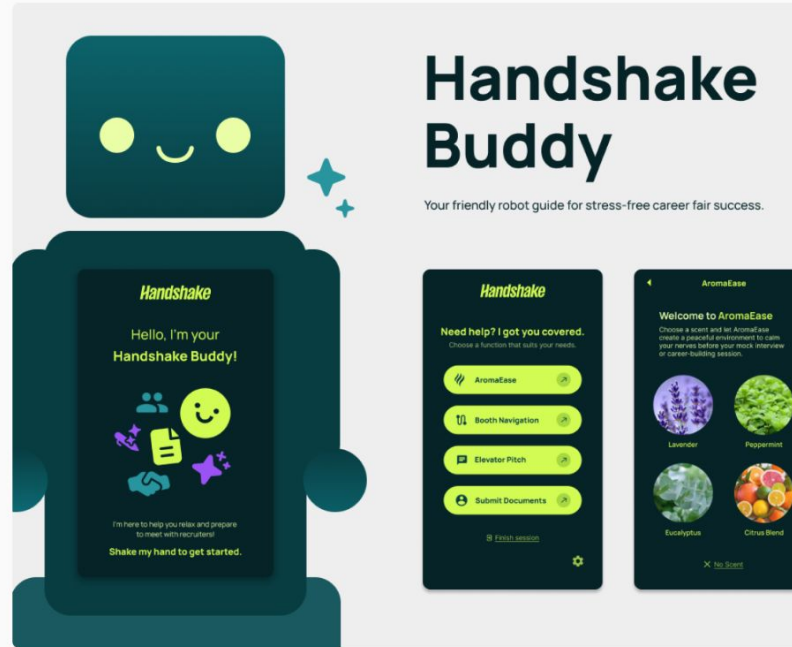 Handshake
Buddy
Your friendly robot guide for stress-free career fair success.
Handshake
Hello, I'm your
Handshake Buddy!
I'm here to help you relax and prepare
to meet with recruiters!
Shake my hand to get started.
Handshake
Need help? I got you covered.
Choose a function that suits your needs.
AromaEase
Booth Navigation
Elevator Pitch
Submit Documents
Finish session
AromaEase
Welcome to AromaEase
Choose a scent and let AromaEase
create a peaceful environment to calm
your nerves before your mock interview
or career-building session.
Lavender
Peppermint
Eucalyptus
Citrus Blend
No Scent